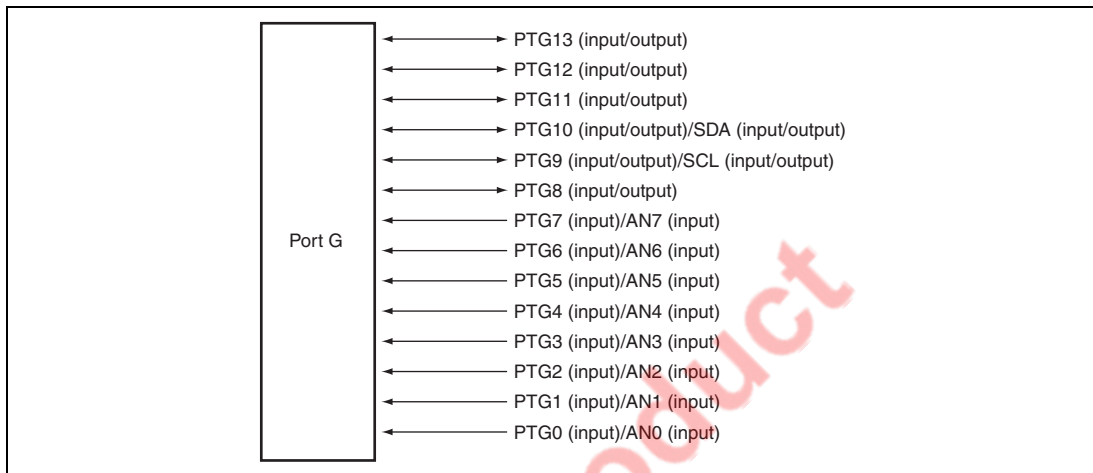 Port G
PTG13 (input/output)
PTG12 (input/output)
PTG11 (input/output)
PTG10 (input/output)/SDA (input/output)
PTG9 (input/output)/SCL (input/output)
PTG8 (input/output)
PTG7 (input)/AN7 (input)
PTG6 (input)/AN6 (input)
PTG5 (input)/AN5 (input)
PTG4 (input)/AN4 (input)
PTG3 (input)/AN3 (input)
PTG2 (input)/AN2 (input)
PTG1 (input)/AN1 (input)
PTG0 (input)/AN0 (input)